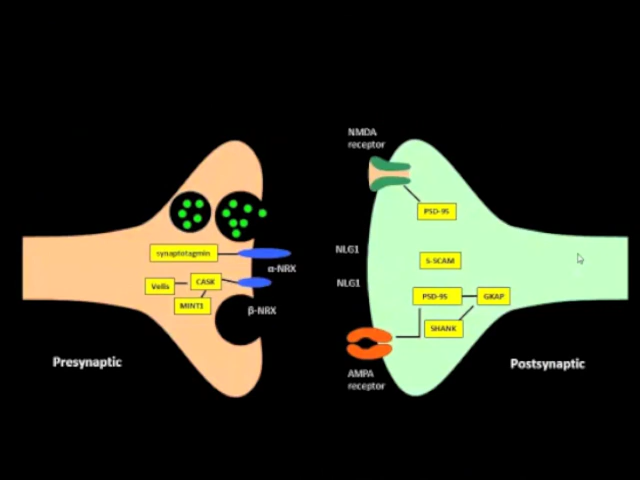 NMDA
receptor
PSD-95
synaptotagmin
NLG1
S-SCAM
α-NRX
Velis
CASK
NLG1
PSD-95
GKAP
MINT1
β-NRX
SHANK
Presynaptic
Postsynaptic
AMPA
receptor